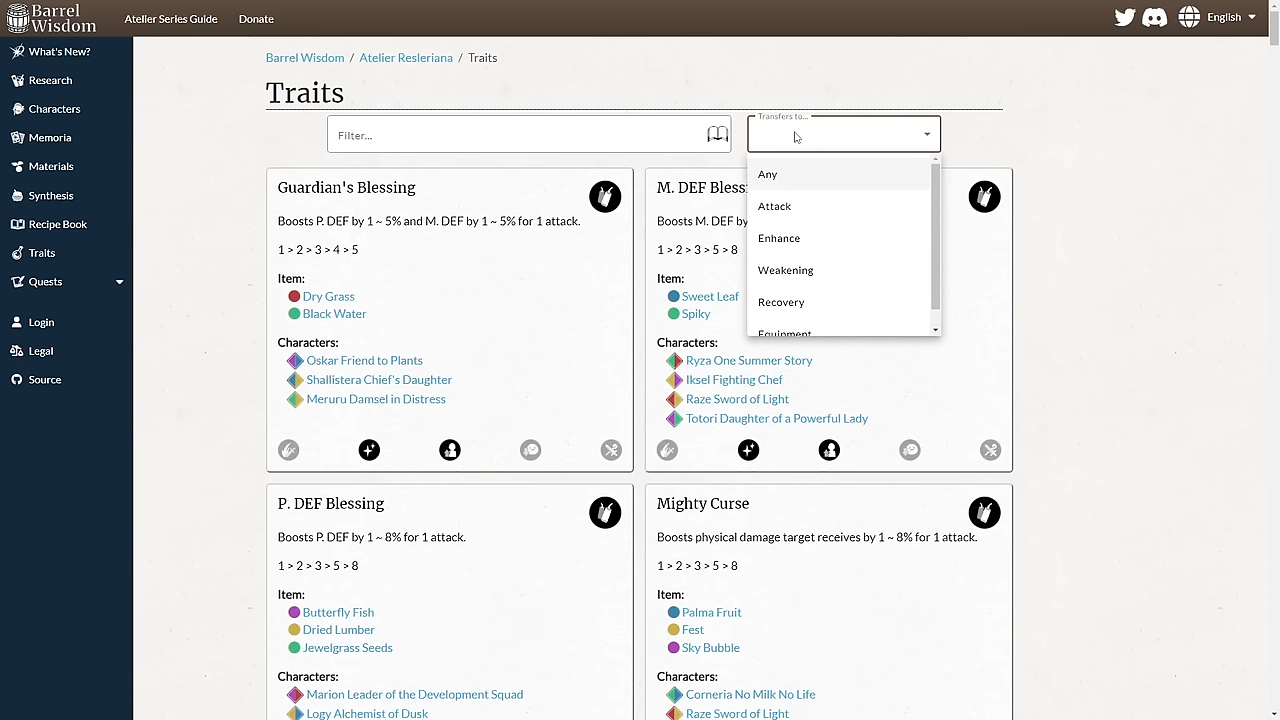 Barrel
Wisdom
Atelier Series Guide
Donate
English
What's New?
Research
Characters
Memoria
Materials
Synthesis
Recipe Book
Traits
Quests
Login
Legal
Source
Barrel Wisdom / Atelier Resleriana / Traits
Traits
Filter...
Transfers to...
Any
Attack
Enhance
Weakening
Recovery
Equipment
Guardian's Blessing
Boosts P. DEF by 1 ~ 5% and M. DEF by 1 ~ 5% for 1 attack.
1 > 2 > 3 > 4 > 5
Item:
Dry Grass
Black Water
Characters:
Oskar Friend to Plants
Shallistera Chief's Daughter
Meruru Damsel in Distress
M. DEF Bless
Boosts M. DEF by
1 > 2 > 3 > 5 > 8
Item:
Sweet Leaf
Spiky
Characters:
Ryza One Summer Story
Iksel Fighting Chef
Raze Sword of Light
Totori Daughter of a Powerful Lady
P. DEF Blessing
Boosts P. DEF by 1 ~ 8% for 1 attack.
1 > 2 > 3 > 5 > 8
Item:
Butterfly Fish
Dried Lumber
Jewelgrass Seeds
Characters:
Marion Leader of the Development Squad
Logy Alchemist of Dusk
Mighty Curse
Boosts physical damage target receives by 1 ~ 8% for 1 attack.
1 > 2 > 3 > 5 > 8
Item:
Palma Fruit
Fest
Sky Bubble
Characters:
Corneria No Milk No Life
Raze Sword of Light